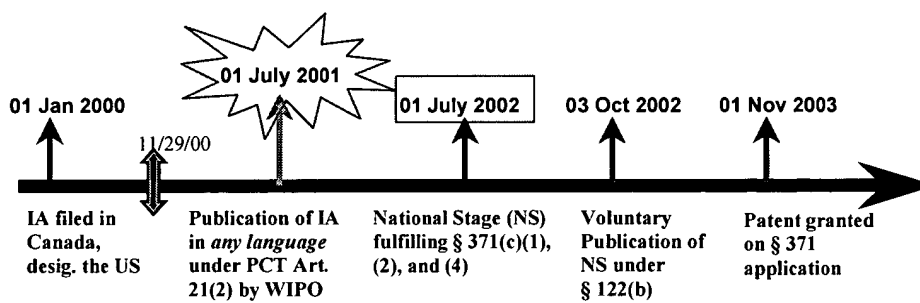 01 July 2001
01 Jan 2000
01 July 2002
03 Oct 2002
01 Nov 2003
11/29/00
IA filed in
Canada,
desig. the US
Publication of IA
in any language
under PCT Art.
21(2) by WIPO
National Stage (NS)
fulfilling § 371(c)(1),
(2), and (4)
Voluntary
Publication of
NS under
§ 122(b)
Patent granted
on § 371
application